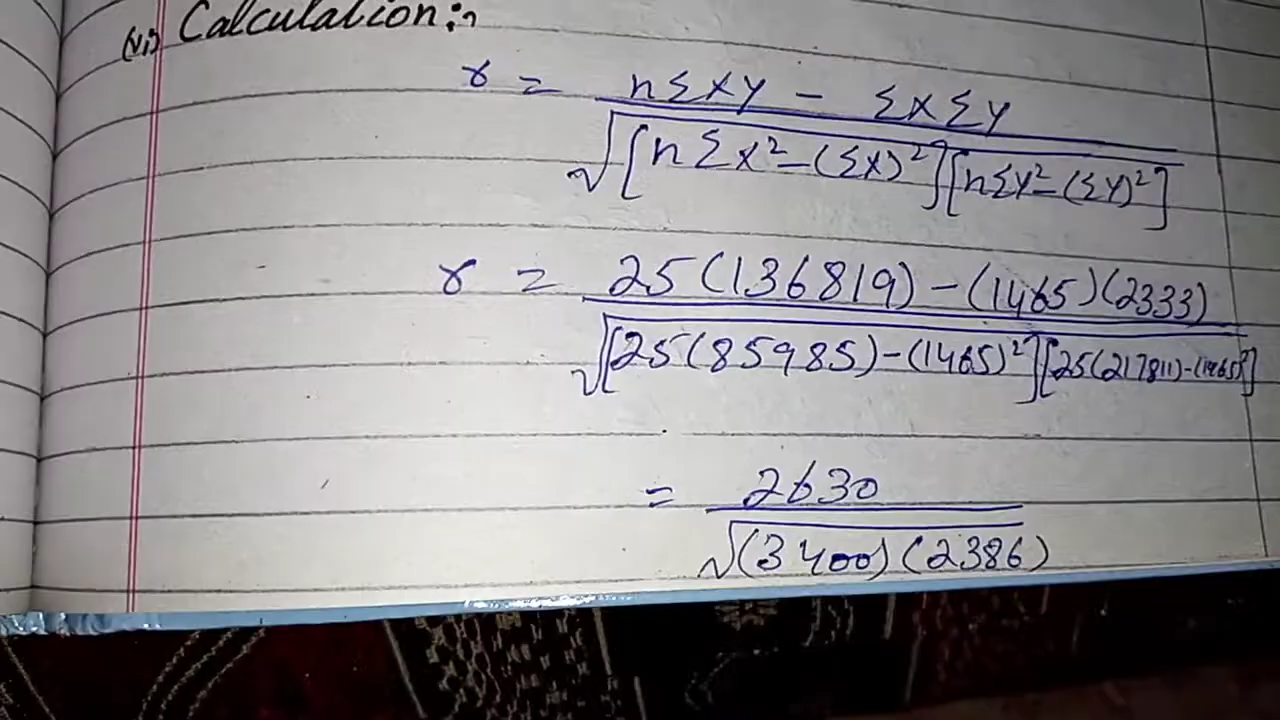 (vi) Calculation:-
r = nΣXY - ΣXΣY
√[nΣX²-(ΣX)²][nΣY²-(ΣY)²]
r = 25(136819)-(1465)(2333)
√[25(85985)-(1465)²][25(217811)-(1465)²]
= 2630
√(3400)(2386)